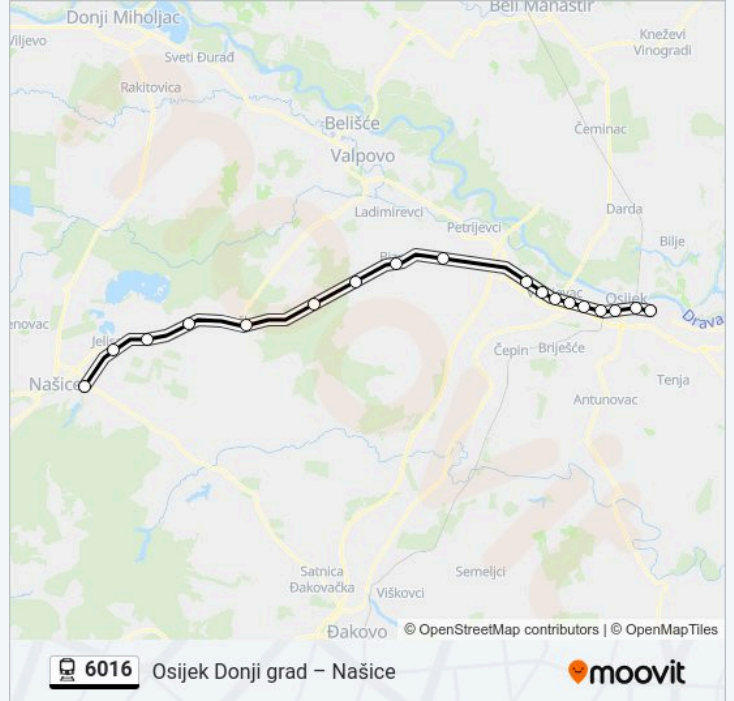 Beli Manastir
Donji Miholjac
Viljevo
Kneževi
Vinogradi
Sveti Đurađ
Rakitovica
Belišće
Čeminac
Valpovo
Ladimirevci
Darda
Petrijevci
Bilje
Osijek
Drava
Čepin
Briješće
Našice
Tenja
Antunovac
Satnica
Đakovačka
Semeljci
Viškovci
Đakovo
© OpenStreetMap contributors | © OpenMapTiles
6016 Osijek Donji grad – Našice
moovit